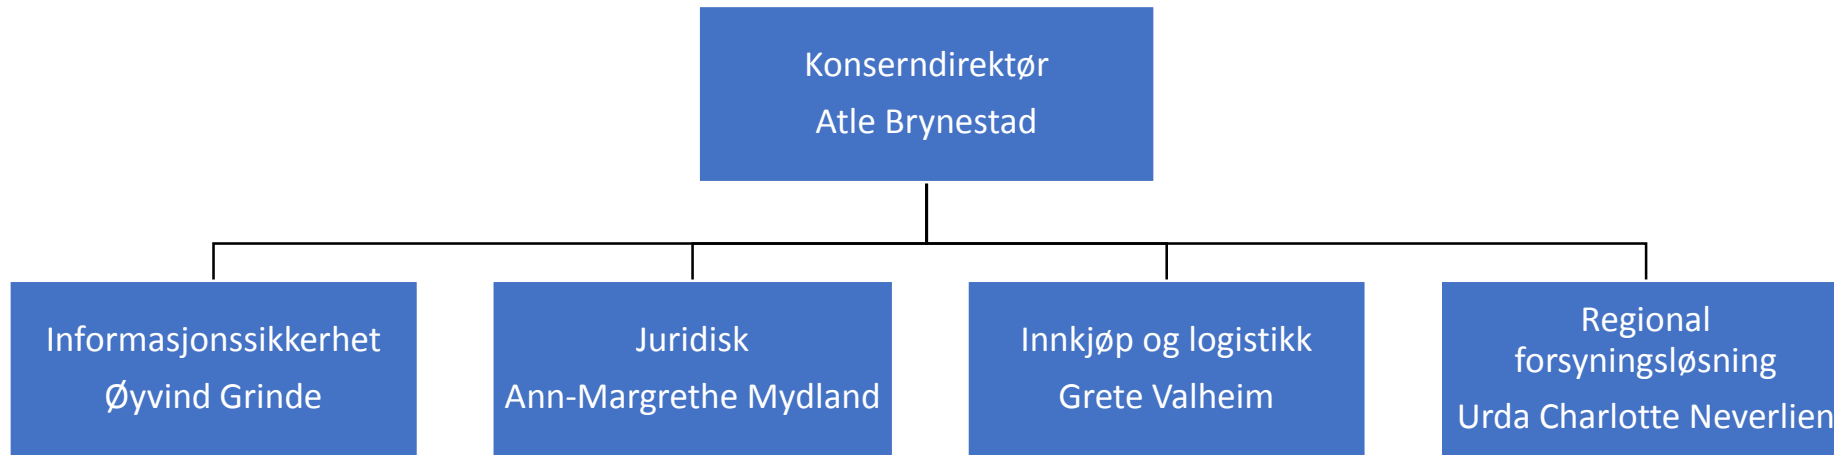 Konserndirektør
Atle Brynestad
Informasjonssikkerhet
Øyvind Grinde
Juridisk
Ann-Margrethe Mydland
Innkjøp og logistikk
Grete Valheim
Regional
forsyningsløsning
Urda Charlotte Neverlien